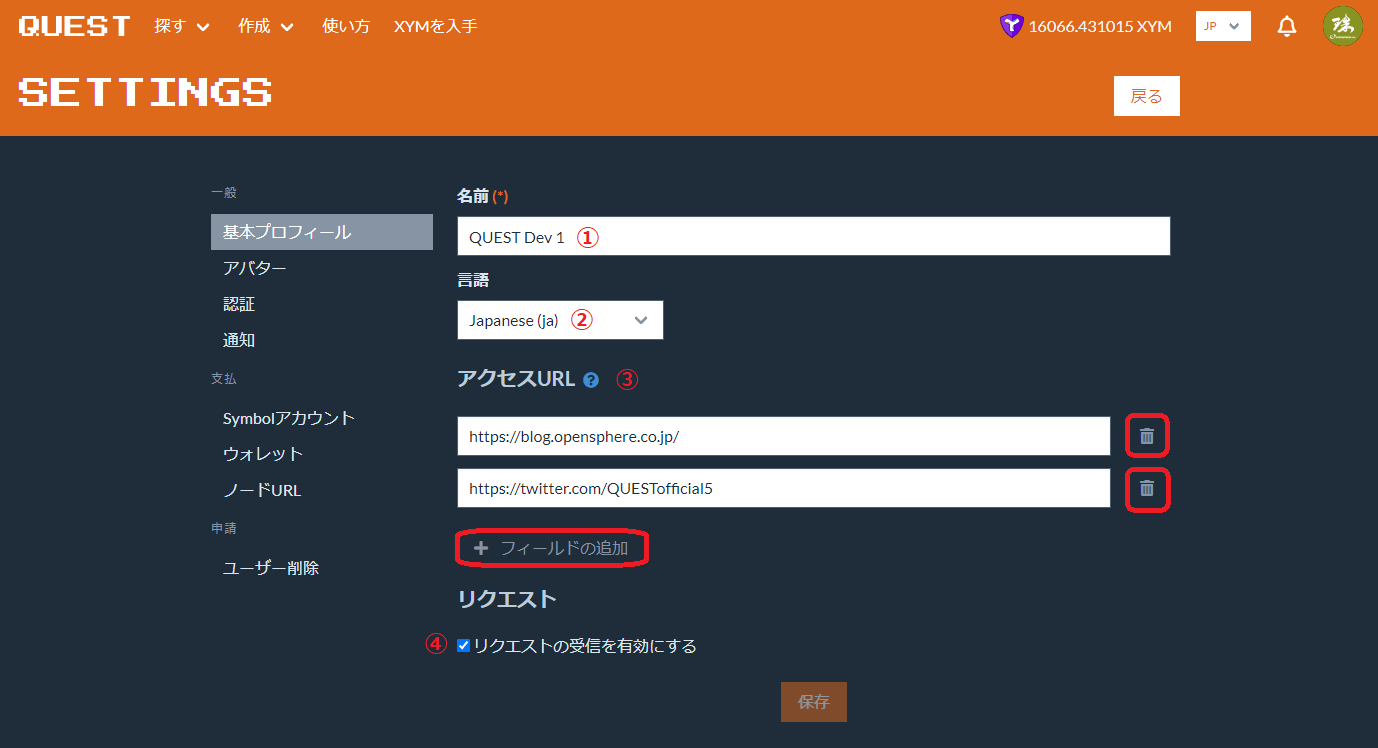 QUEST 探す 作成 使い方 XYMを入手 16066.431015 XYM JP
SETTINGS 戻る
一般
基本プロフィール
アバター
認証
通知
支払
Symbolアカウント
ウォレット
ノードURL
申請
ユーザー削除
名前 (*)
QUEST Dev 1 ①
言語
Japanese (ja) ②
アクセスURL ? ③
https://blog.opensphere.co.jp/
https://twitter.com/QUESTofficial5
+ フィールドの追加
リクエスト
④ リクエストの受信を有効にする
保存